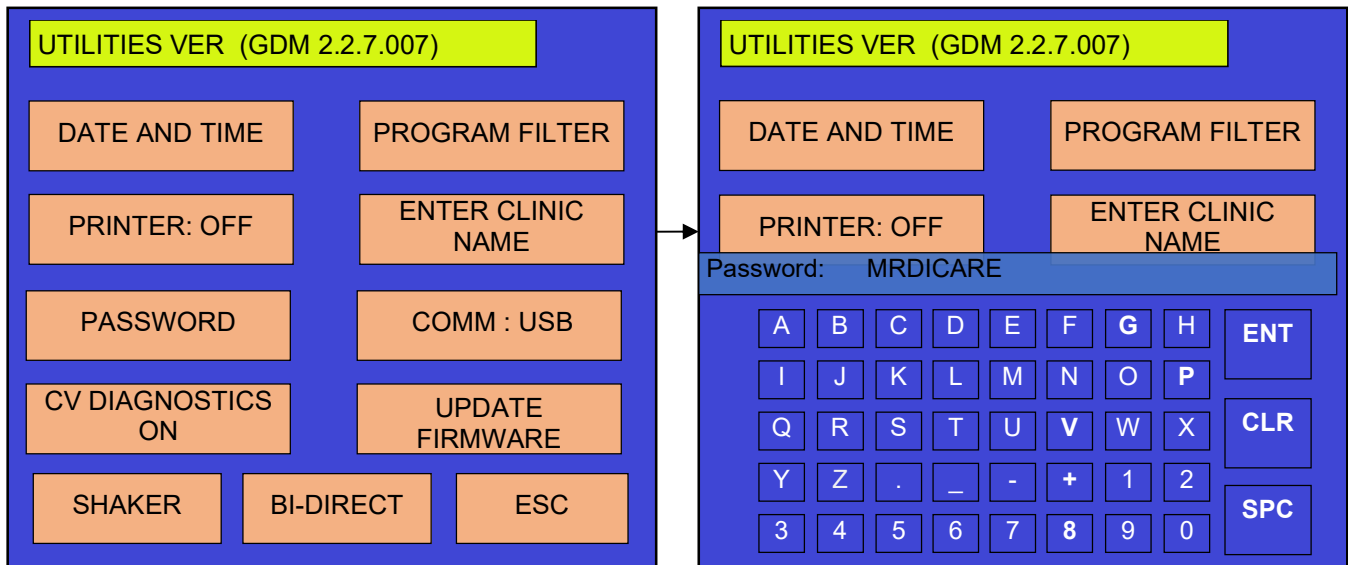 UTILITIES VER (GDM 2.2.7.007)
DATE AND TIME
PROGRAM FILTER
PRINTER: OFF
ENTER CLINIC
NAME
PASSWORD
COMM : USB
CV DIAGNOSTICS
ON
UPDATE
FIRMWARE
SHAKER
BI-DIRECT
ESC
UTILITIES VER (GDM 2.2.7.007)
DATE AND TIME
PROGRAM FILTER
PRINTER: OFF
ENTER CLINIC
NAME
Password: MRDICARE
A B C D E F G H
ENT
I J K L M N O P
Q R S T U V W X
CLR
Y Z . _ - + 1 2
3 4 5 6 7 8 9 0
SPC